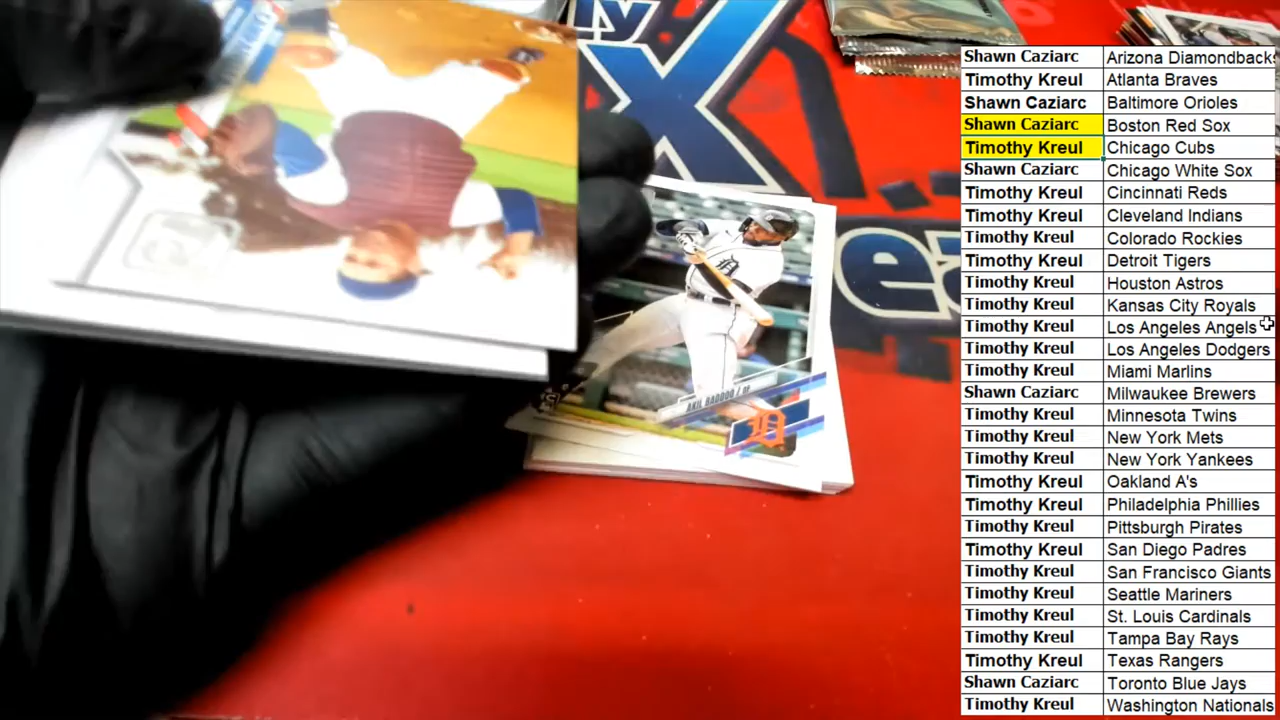 ly
X
ea
AKIL BADDOO / OF
D
Shawn Caziarc Arizona Diamondbacks
Timothy Kreul Atlanta Braves
Shawn Caziarc Baltimore Orioles
Shawn Caziarc Boston Red Sox
Timothy Kreul Chicago Cubs
Shawn Caziarc Chicago White Sox
Timothy Kreul Cincinnati Reds
Timothy Kreul Cleveland Indians
Timothy Kreul Colorado Rockies
Timothy Kreul Detroit Tigers
Timothy Kreul Houston Astros
Timothy Kreul Kansas City Royals
Timothy Kreul Los Angeles Angels
Timothy Kreul Los Angeles Dodgers
Timothy Kreul Miami Marlins
Shawn Caziarc Milwaukee Brewers
Timothy Kreul Minnesota Twins
Timothy Kreul New York Mets
Timothy Kreul New York Yankees
Timothy Kreul Oakland A's
Timothy Kreul Philadelphia Phillies
Timothy Kreul Pittsburgh Pirates
Timothy Kreul San Diego Padres
Timothy Kreul San Francisco Giants
Timothy Kreul Seattle Mariners
Timothy Kreul St. Louis Cardinals
Timothy Kreul Tampa Bay Rays
Timothy Kreul Texas Rangers
Shawn Caziarc Toronto Blue Jays
Timothy Kreul Washington Nationals